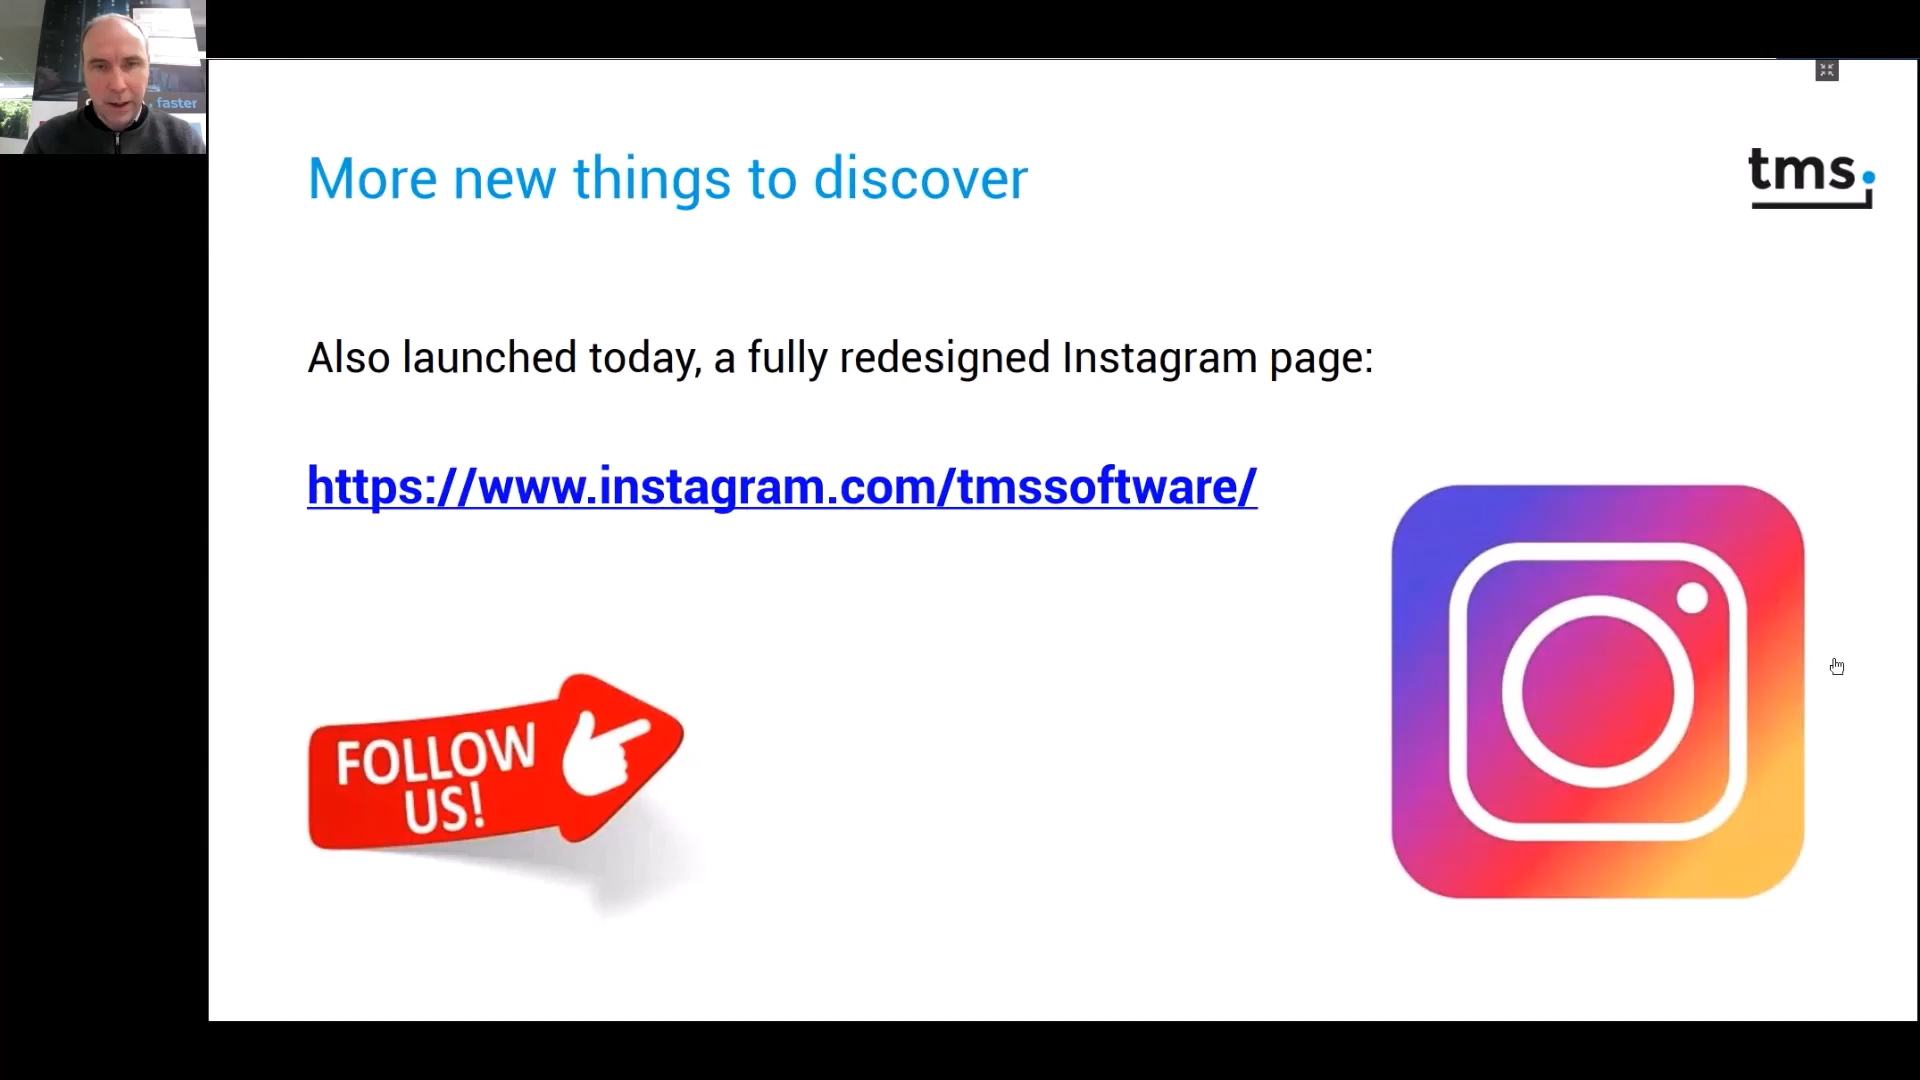 faster
More new things to discover
tms.
Also launched today, a fully redesigned Instagram page:
https://www.instagram.com/tmssoftware/
FOLLOW
US!